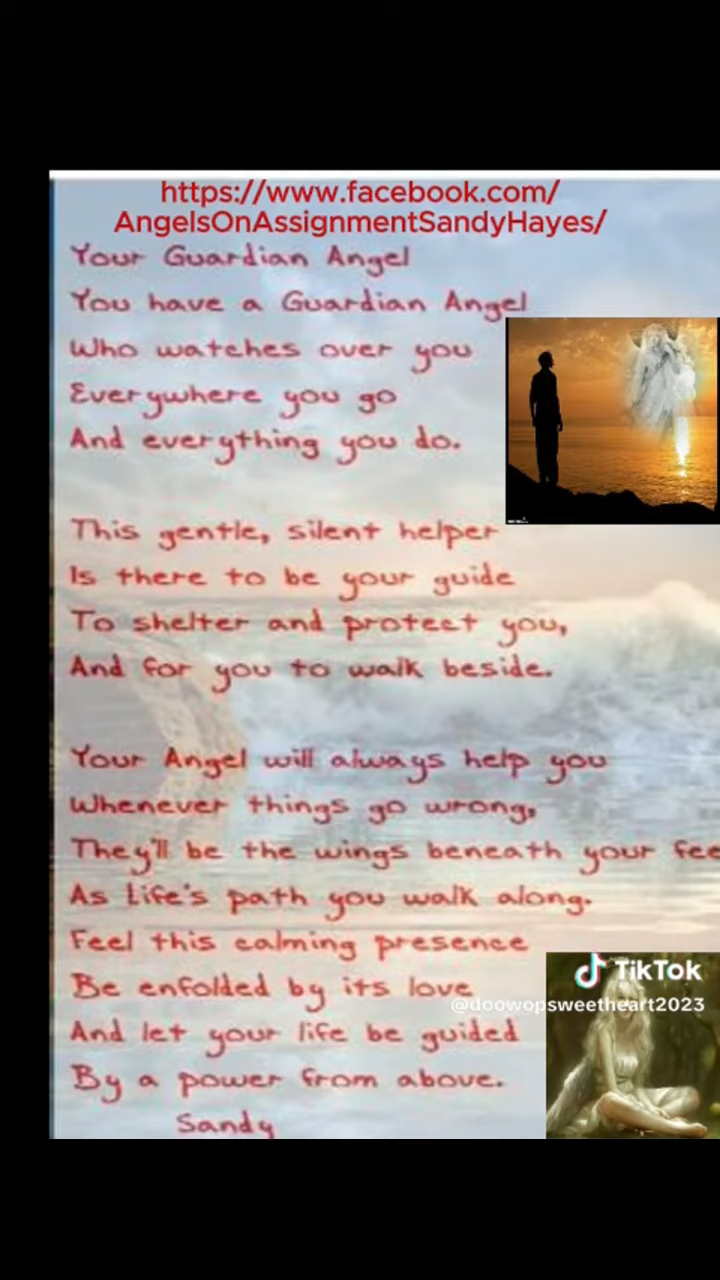 https://www.facebook.com/
AngelsOnAssignmentSandyHayes/
Your Guardian Angel
You have a Guardian Angel
Who watches over you
Everywhere you go
And everything you do.
This gentle, silent helper
Is there to be your guide
To shelter and protect you,
And for you to walk beside.
Your Angel will always help you
Whenever things go wrong,
They'll be the wings beneath your fee
As Life's path you walk along.
Feel this calming presence
Be enfolded by its love
And let your life be guided
By a power from above.
Sandy
TikTok
@doowopsweetheart2023